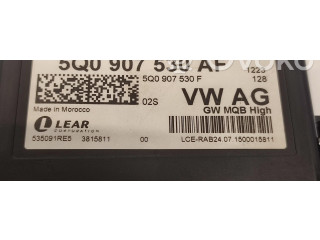 5Q0 907 530 AF 1223
5Q0 907 530 F 128
02S VW AG
Made in Morocco GW MQB High
LEAR
CORPORATION
535091RE5 3815811 00 LCE-RAB24.07.1500015811